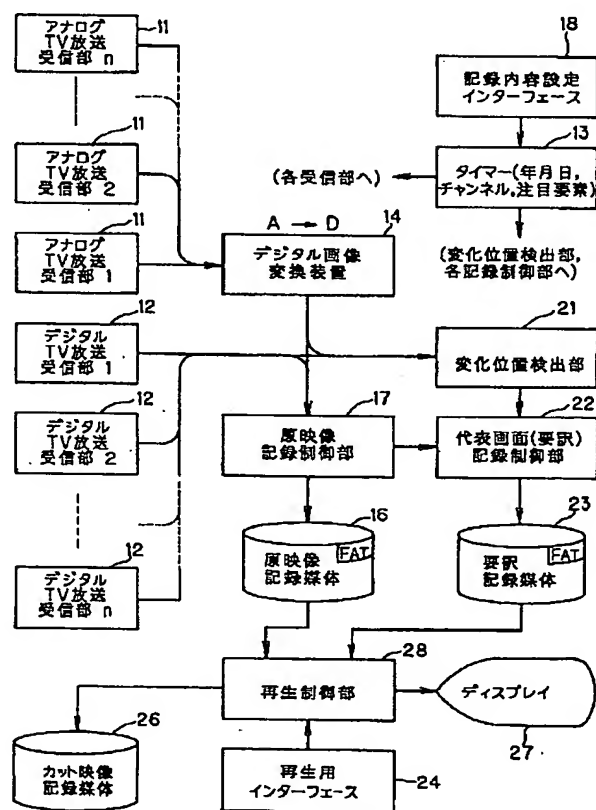 アナログ
TV放送
受信部 n
11
アナログ
TV放送
受信部 2
11
アナログ
TV放送
受信部 1
11
デジタル
TV放送
受信部 1
12
デジタル
TV放送
受信部 2
12
デジタル
TV放送
受信部 n
12
18
記録内容設定
インターフェース
13
タイマー(年月日,
チャンネル,注目要素)
(各受信部へ)
(変化位置検出部,
各記録制御部へ)
A → D
14
デジタル画像
変換装置
21
変化位置検出部
17
原映像
記録制御部
22
代表画面(要訳)
記録制御部
16
FAT
原映像
記録媒体
23
FAT
要訳
記録媒体
28
再生制御部
ディスプレイ
27
26
カット映像
記録媒体
再生用
インターフェース
24